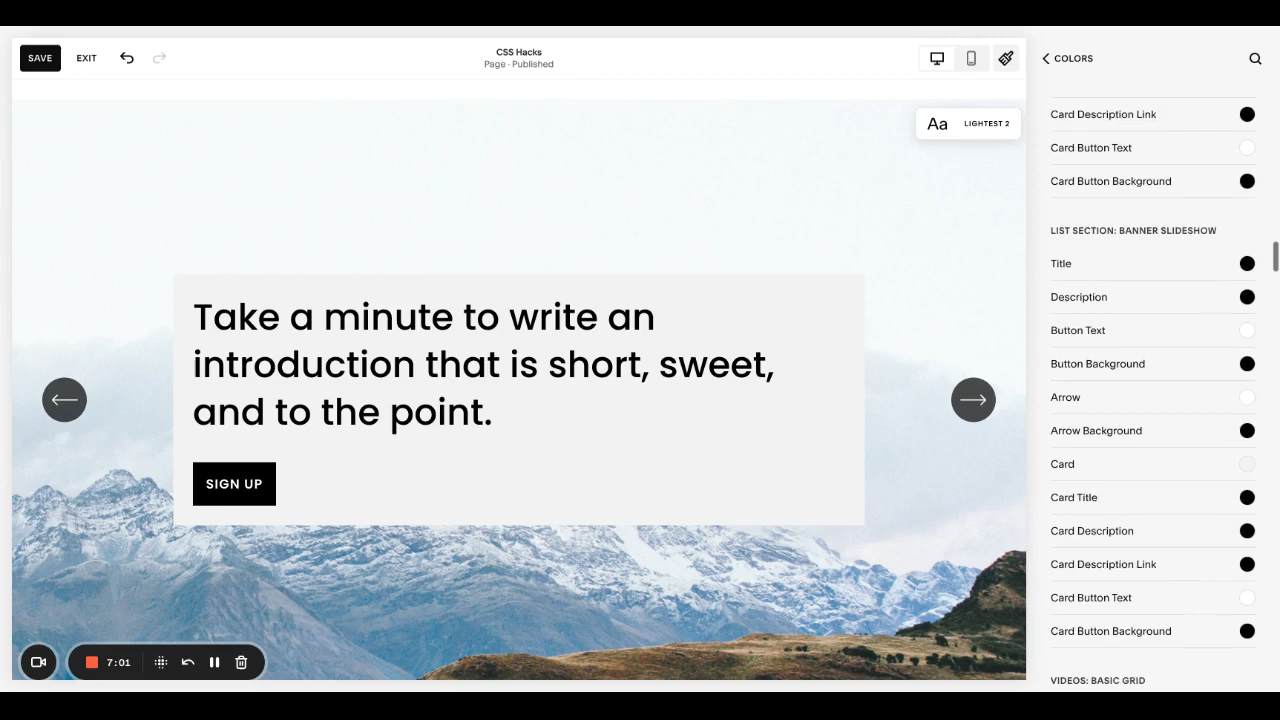 SAVE
EXIT
CSS Hacks
Page · Published
COLORS
Aa LIGHTEST 2
Take a minute to write an
introduction that is short, sweet,
and to the point.
SIGN UP
7:01
Card Description Link
Card Button Text
Card Button Background
LIST SECTION: BANNER SLIDESHOW
Title
Description
Button Text
Button Background
Arrow
Arrow Background
Card
Card Title
Card Description
Card Description Link
Card Button Text
Card Button Background
VIDEOS: BASIC GRID